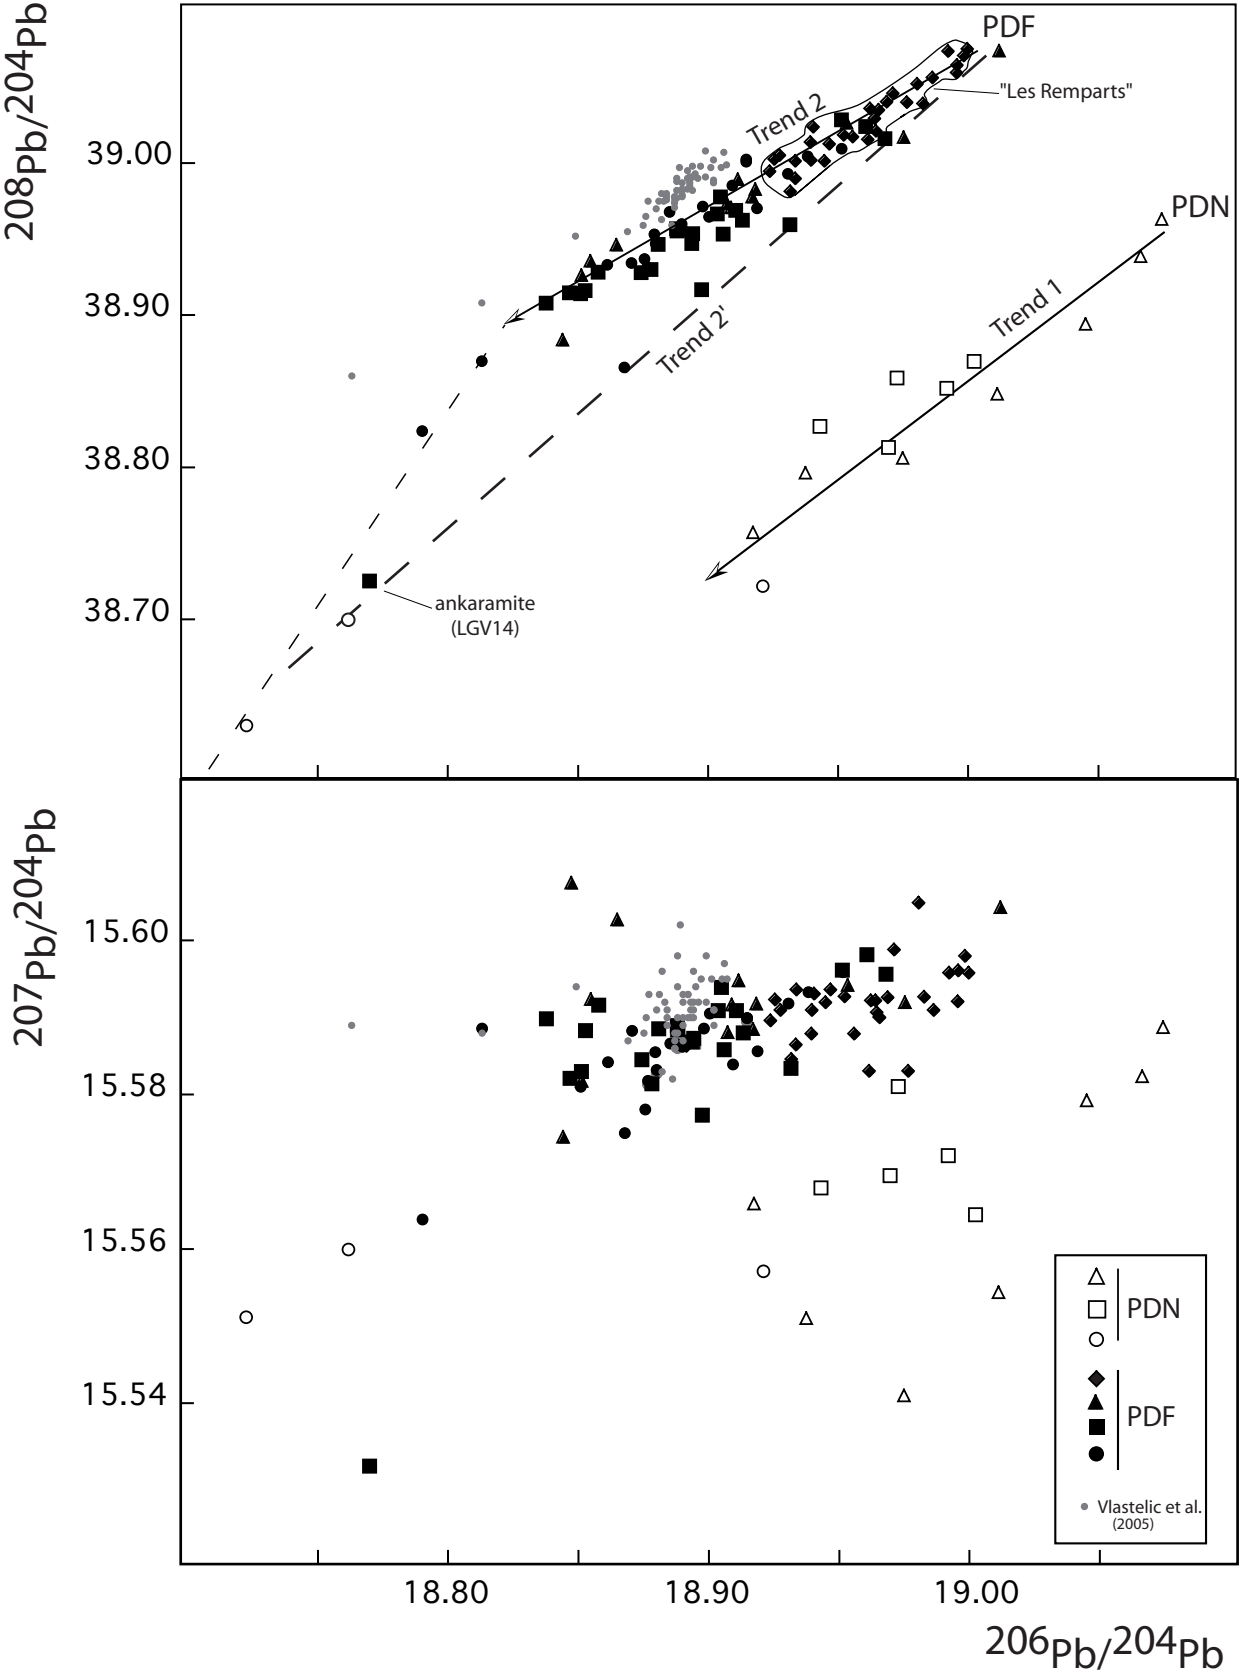 208Pb/204Pb
39.00
38.90
38.80
38.70
PDF
"Les Remparts"
Trend 2
PDN
Trend 1
Trend 2'
ankaramite
(LGV14)
207Pb/204Pb
15.60
15.58
15.56
15.54
PDN
PDF
Vlastelic et al.
(2005)
18.80
18.90
19.00
206Pb/204Pb